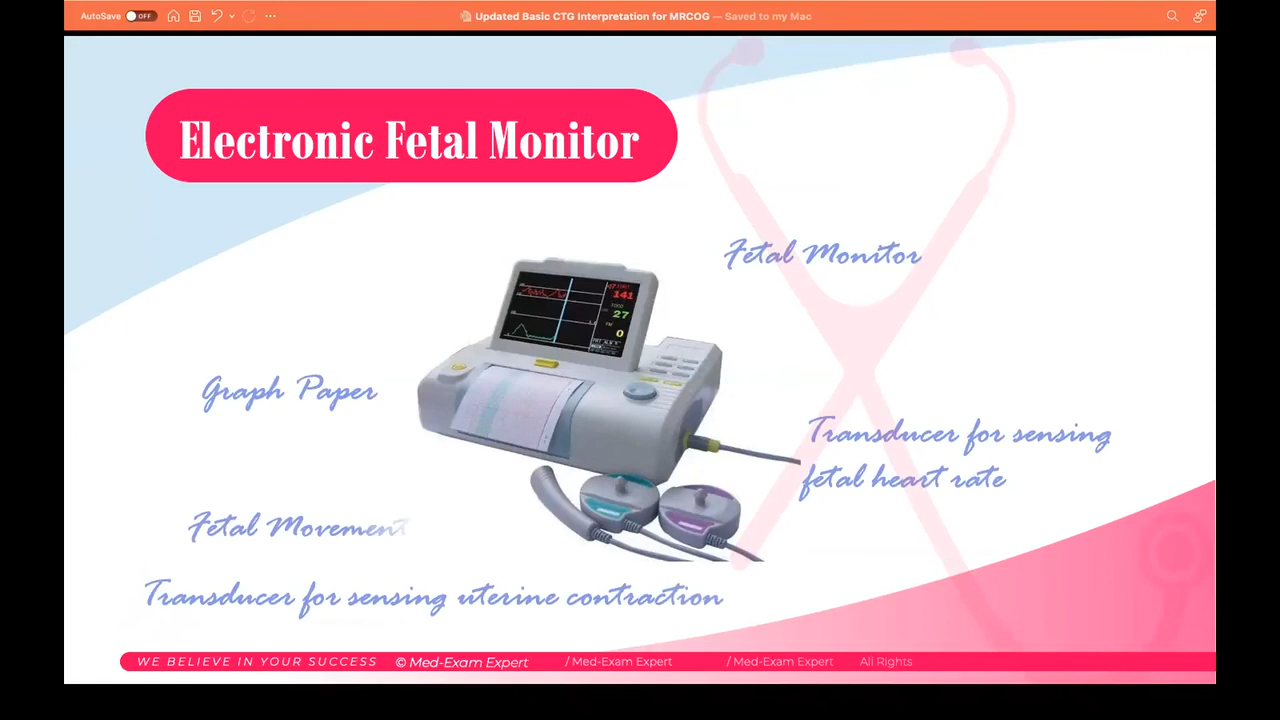 AutoSave OFF
Updated Basic CTG Interpretation for MRCOG — Saved to my Mac
Electronic Fetal Monitor
Fetal Monitor
141
27
0
Graph Paper
Transducer for sensing
fetal heart rate
Fetal Movement
Transducer for sensing uterine contraction
WE BELIEVE IN YOUR SUCCESS © Med-Exam Expert / Med-Exam Expert / Med-Exam Expert All Rights